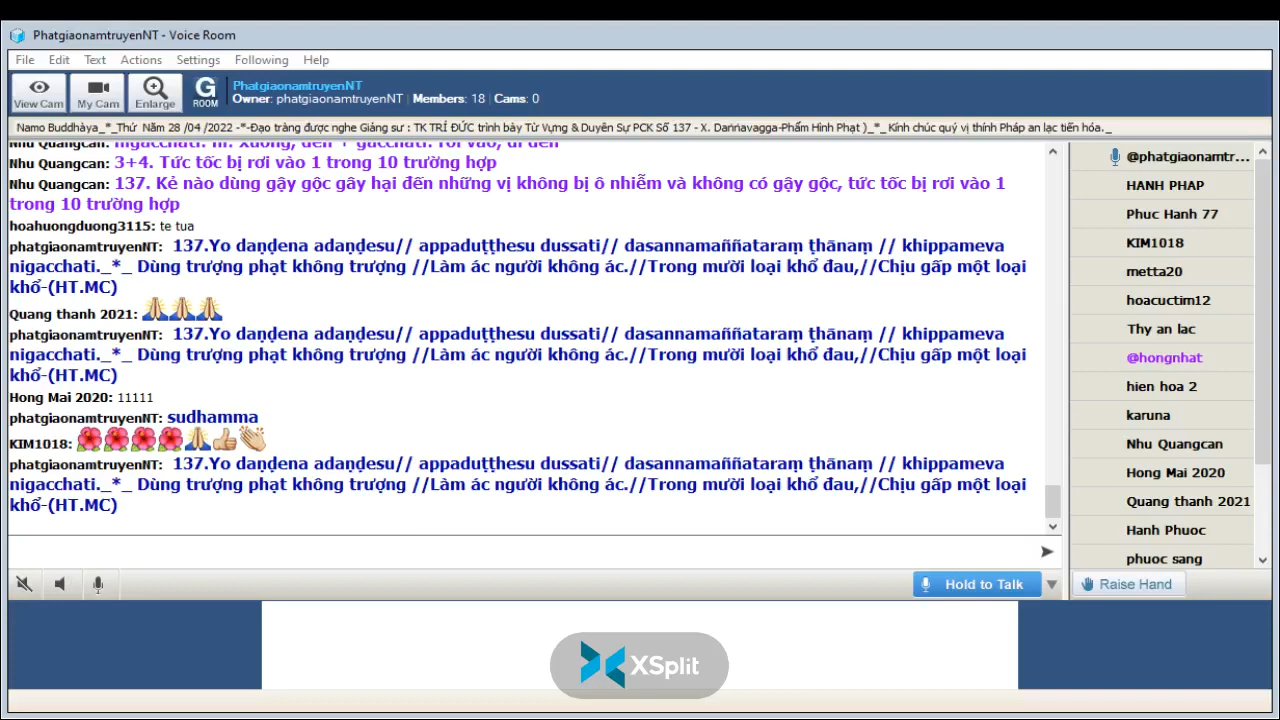 PhatgiaonamtruyenNT - Voice Room
File Edit Text Actions Settings Following Help
View Cam
My Cam
Enlarge
G ROOM
PhatgiaonamtruyenNT
Owner: phatgiaonamtruyenNT | Members: 18 | Cams: 0
Namo Buddhàya_*_Thứ Năm 28 /04 /2022 -*-Đạo tràng được nghe Giảng sư : TK TRÍ ĐỨC trình bày Từ Vựng & Duyên Sự PCK Số 137 - X. Daṇḍavagga-Phẩm Hình Phạt )_*_ Kính chúc quý vị thính Pháp an lạc tiến hóa._
Nhu Quangcan:
Nhu Quangcan: 3+4. Tức tốc bị rơi vào 1 trong 10 trường hợp
Nhu Quangcan: 137. Kẻ nào dùng gậy gộc gây hại đến những vị không bị ô nhiễm và không có gậy gộc, tức tốc bị rơi vào 1
trong 10 trường hợp
hoahuongduong3115: te tua
phatgiaonamtruyenNT: 137.Yo daṇḍena adaṇḍesu// appaduṭṭhesu dussati// dasannamaññataraṃ ṭhānaṃ // khippameva
nigacchati._*_ Dùng trượng phạt không trượng //Làm ác người không ác.//Trong mười loại khổ đau,//Chịu gấp một loại
khổ-(HT.MC)
Quang thanh 2021:
phatgiaonamtruyenNT: 137.Yo daṇḍena adaṇḍesu// appaduṭṭhesu dussati// dasannamaññataraṃ ṭhānaṃ // khippameva
nigacchati._*_ Dùng trượng phạt không trượng //Làm ác người không ác.//Trong mười loại khổ đau,//Chịu gấp một loại
khổ-(HT.MC)
Hong Mai 2020: 11111
phatgiaonamtruyenNT: sudhamma
KIM1018:
phatgiaonamtruyenNT: 137.Yo daṇḍena adaṇḍesu// appaduṭṭhesu dussati// dasannamaññataraṃ ṭhānaṃ // khippameva
nigacchati._*_ Dùng trượng phạt không trượng //Làm ác người không ác.//Trong mười loại khổ đau,//Chịu gấp một loại
khổ-(HT.MC)
@phatgiaonamtr...
HANH PHAP
Phuc Hanh 77
KIM1018
metta20
hoacuctim12
Thy an lac
@hongnhat
hien hoa 2
karuna
Nhu Quangcan
Hong Mai 2020
Quang thanh 2021
Hanh Phuoc
phuoc sang
Hold to Talk
Raise Hand
XSplit